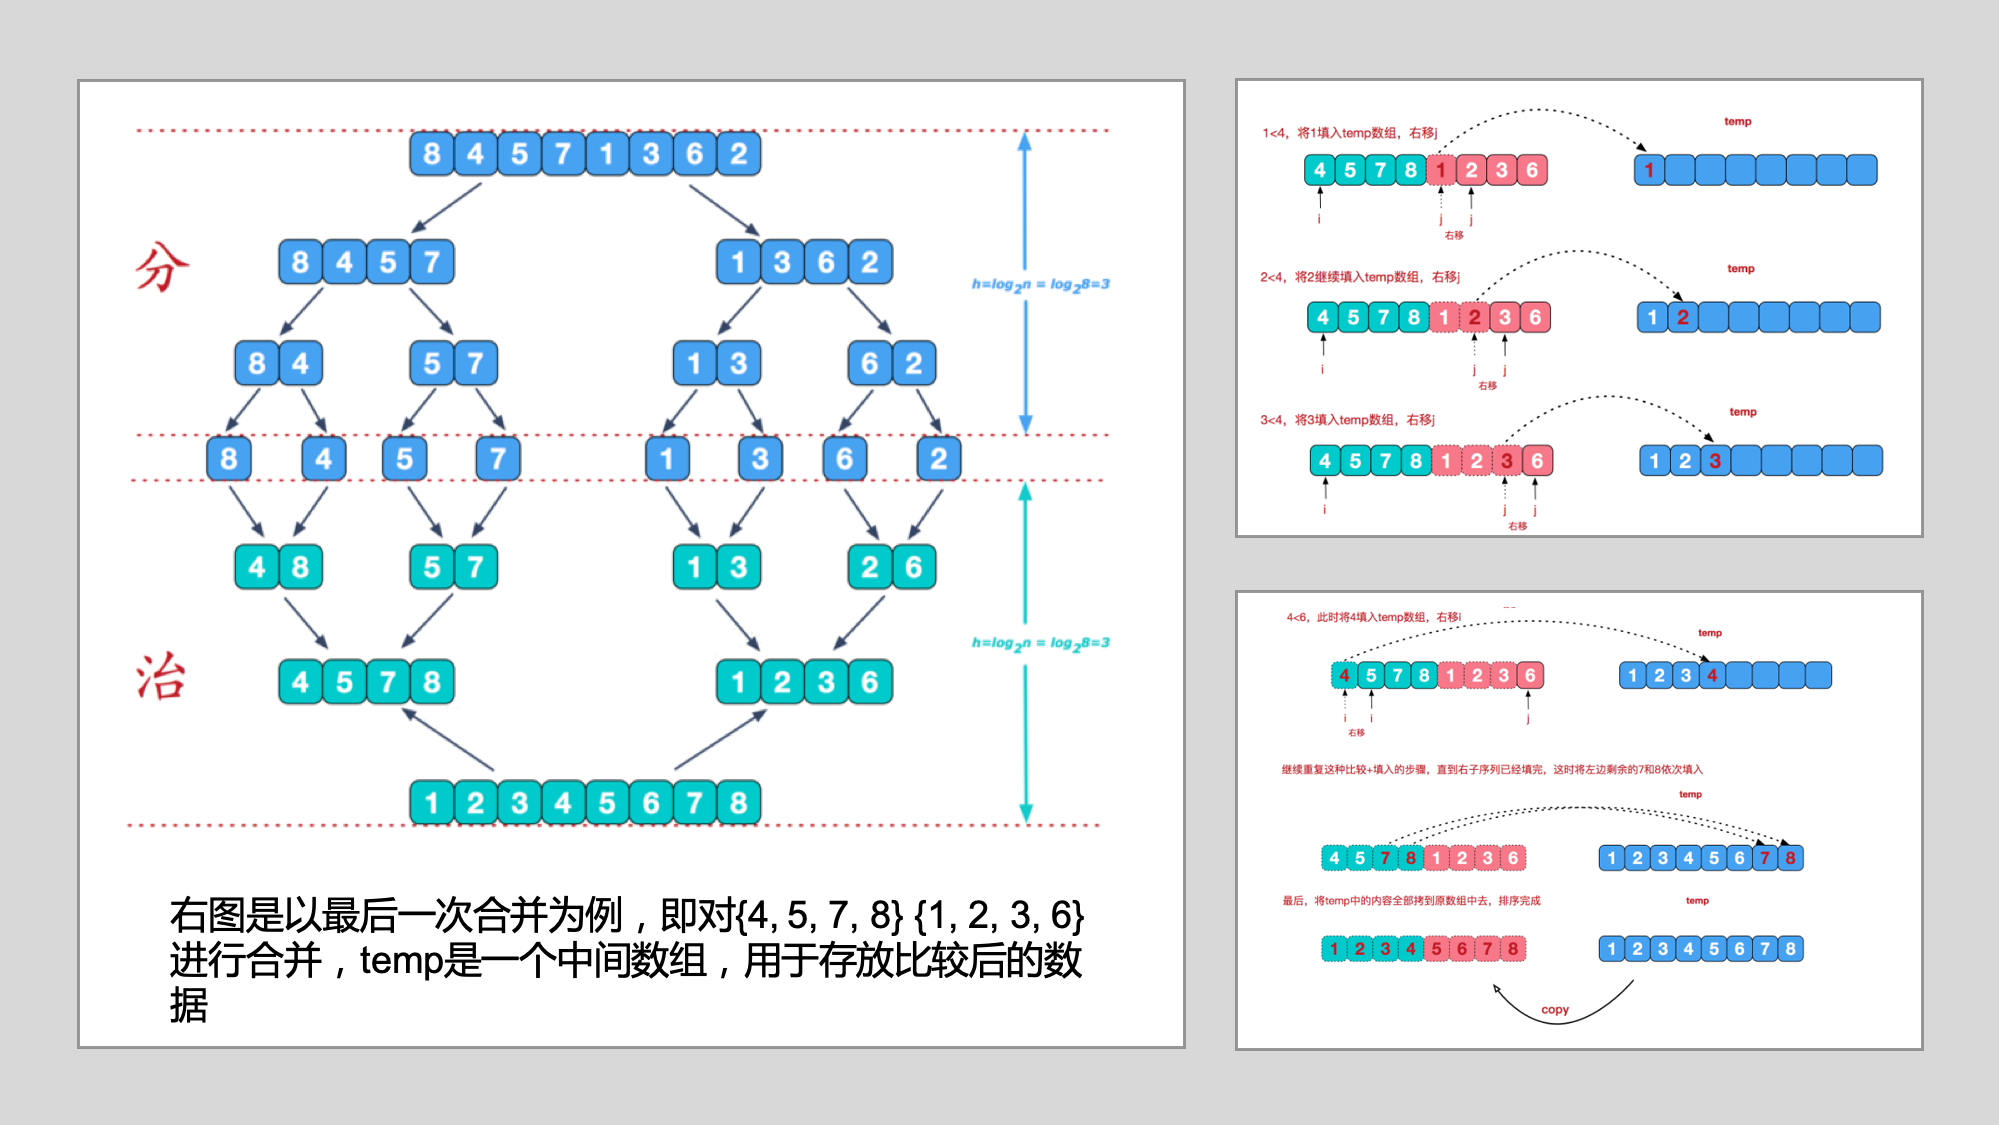 8 4 5 7 1 3 6 2
分
8 4 5 7
1 3 6 2
h=log2n = log28=3
8 4
5 7
1 3
6 2
8
4
5
7
1
3
6
2
4 8
5 7
1 3
2 6
h=log2n = log28=3
治
4 5 7 8
1 2 3 6
1 2 3 4 5 6 7 8
右图是以最后一次合并为例，即对{4, 5, 7, 8} {1, 2, 3, 6}
进行合并，temp是一个中间数组，用于存放比较后的数
据
1<4，将1填入temp数组，右移j
temp
4 5 7 8 1 2 3 6
1
i
j
j
右移
2<4，将2继续填入temp数组，右移j
temp
4 5 7 8 1 2 3 6
1 2
i
j
j
右移
3<4，将3填入temp数组，右移j
temp
4 5 7 8 1 2 3 6
1 2 3
i
j
j
右移
4<6，此时将4填入temp数组，右移i
temp
4 5 7 8 1 2 3 6
1 2 3 4
i
i
j
右移
继续重复这种比较+填入的步骤，直到右子序列已经填完，这时将左边剩余的7和8依次填入
temp
4 5 7 8 1 2 3 6
1 2 3 4 5 6 7 8
最后，将temp中的内容全部拷到原数组中去，排序完成
temp
1 2 3 4 5 6 7 8
1 2 3 4 5 6 7 8
copy